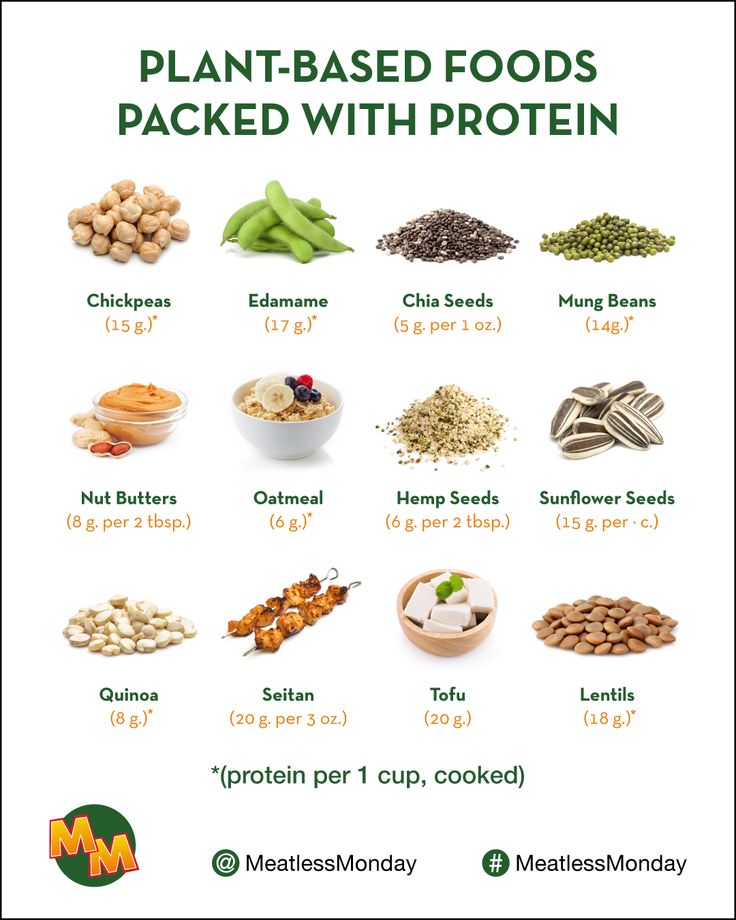 PLANT-BASED FOODS
PACKED WITH PROTEIN
Chickpeas
(15 g.)*
Edamame
(17 g.)*
Chia Seeds
(5 g. per 1 oz.)
Mung Beans
(14g.)*
Nut Butters
(8 g. per 2 tbsp.)
Oatmeal
(6 g.)*
Hemp Seeds
(6 g. per 2 tbsp.)
Sunflower Seeds
(15 g. per · c.)
Quinoa
(8 g.)*
Seitan
(20 g. per 3 oz.)
Tofu
(20 g.)
Lentils
(18 g.)*
*(protein per 1 cup, cooked)
MM
@ MeatlessMonday
# MeatlessMonday